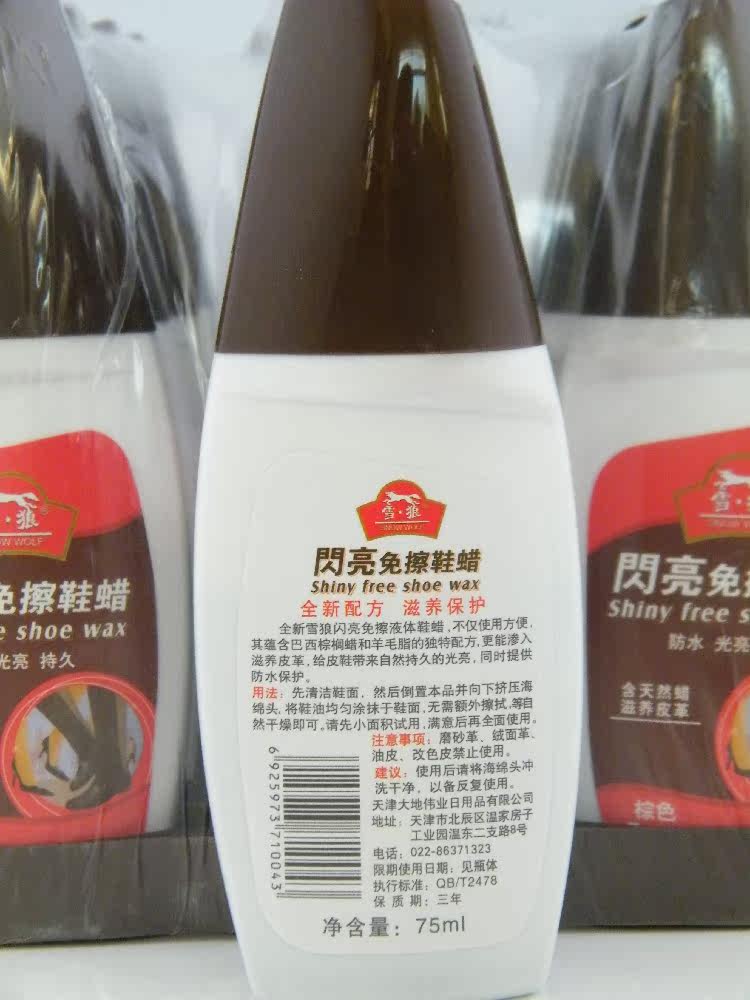 雪·狼
SNOW WOLF
閃亮免擦鞋蜡
Shiny free shoe wax
全新配方 滋养保护
全新雪狼闪亮免擦液体鞋蜡,不仅使用方便,
其蕴含巴西棕榈蜡和羊毛脂的独特配方,更能渗入
滋养皮革,给皮鞋带来自然持久的光亮,同时提供
防水保护。
用法:先清洁鞋面,然后倒置本品并向下挤压海
绵头,将鞋油均匀涂抹于鞋面,无需额外擦拭,等自
然干燥即可。请先小面积试用,满意后再全面使用。
注意事项:磨砂革、绒面革、
油皮、改色皮禁止使用。
建议:使用后请将海绵头冲
洗干净,以备反复使用。
天津大地伟业日用品有限公司
地址:天津市北辰区温家房子
工业园温东二支路8号
电话:022-86371323
限期使用日期:见瓶体
执行标准:QB/T2478
保 质 期:三年
6 925973 710043
净含量:75ml
·狼
OW WOLF
免擦鞋蜡
e shoe wax
光亮 持久
雪·
閃亮免
Shiny free s
防水 光亮
含天然蜡
滋养皮革
棕色